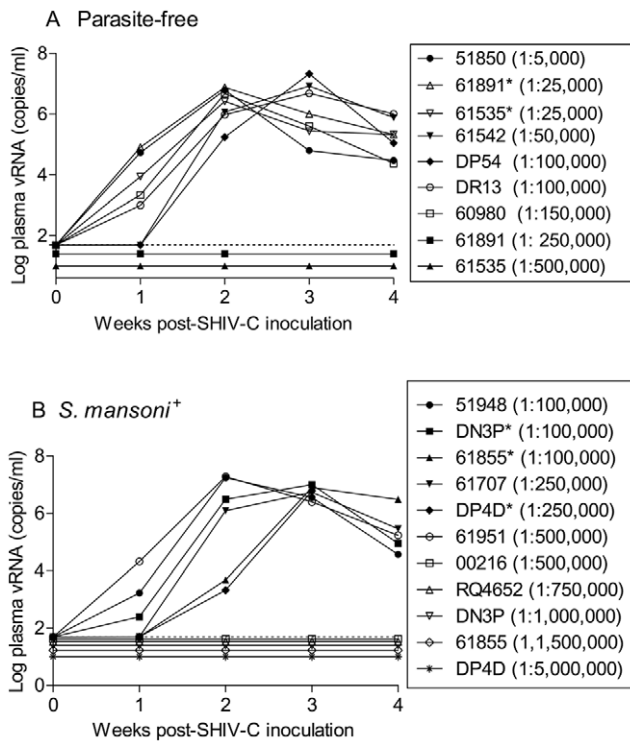 A Parasite-free
Log plasma vRNA (copies/ml)
8
6
4
2
0
0 1 2 3 4
Weeks post-SHIV-C inoculation
51850 (1:5,000)
61891* (1:25,000)
61535* (1:25,000)
61542 (1:50,000)
DP54 (1:100,000)
DR13 (1:100,000)
60980 (1:150,000)
61891 (1: 250,000)
61535 (1:500,000)
B S. mansoni+
Log plasma vRNA (copies/ml)
8
6
4
2
0
0 1 2 3 4
Weeks post-SHIV-C inoculation
51948 (1:100,000)
DN3P* (1:100,000)
61855* (1:100,000)
61707 (1:250,000)
DP4D* (1:250,000)
61951 (1:500,000)
00216 (1:500,000)
RQ4652 (1:750,000)
DN3P (1:1,000,000)
61855 (1,1,500,000)
DP4D (1:5,000,000)